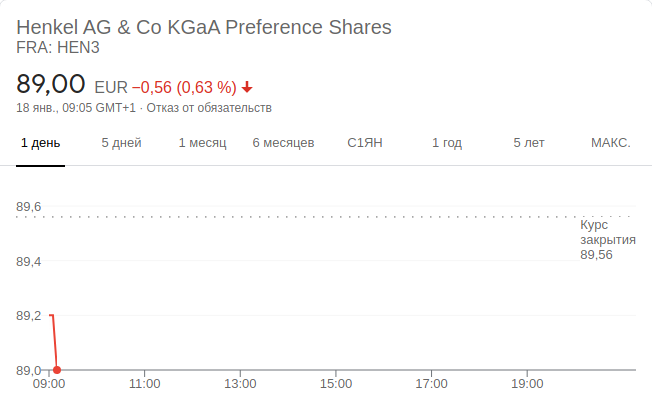 Henkel AG & Co KGaA Preference Shares
FRA: HEN3
89,00 EUR −0,56 (0,63 %)
18 янв., 09:05 GMT+1 · Отказ от обязательств
1 день 5 дней 1 месяц 6 месяцев С1ЯН 1 год 5 лет МАКС.
89,6
Курс
закрытия
89,56
89,4
89,2
89,0
09:00 11:00 13:00 15:00 17:00 19:00